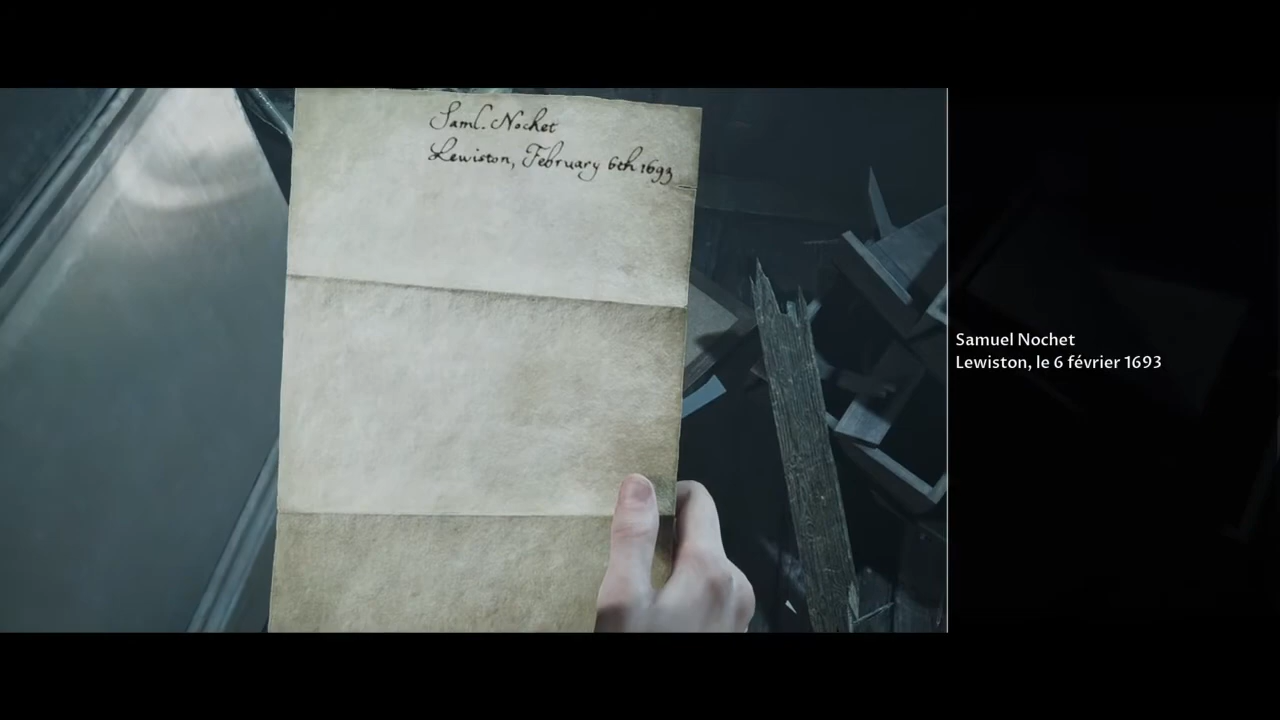 Saml. Nochet
Lewiston, February 6th 1693
Samuel Nochet
Lewiston, le 6 février 1693